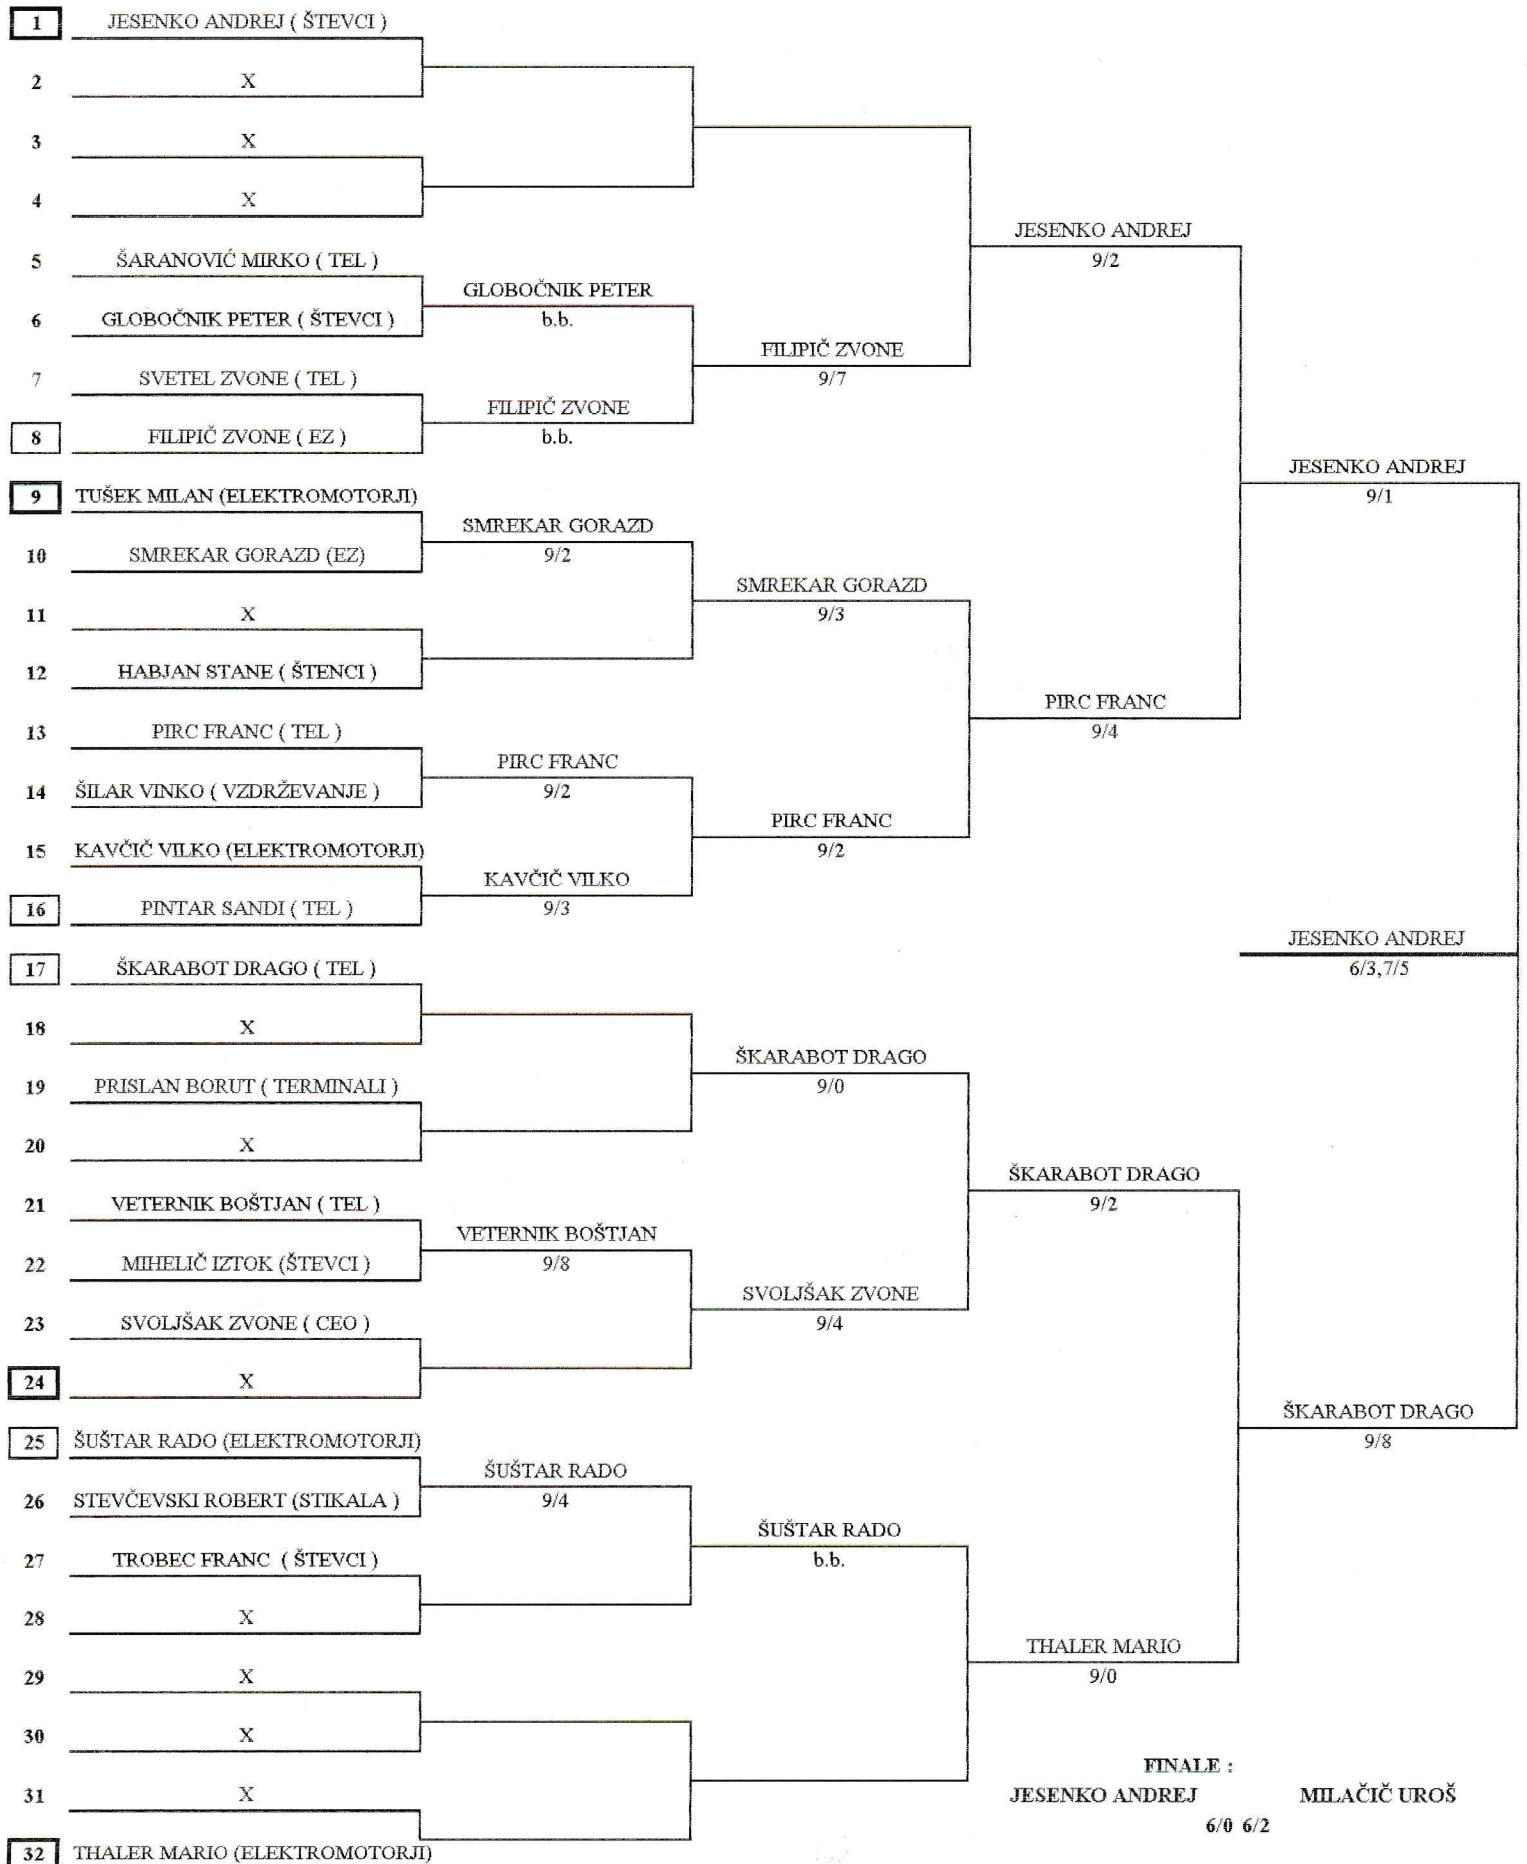 1 JESENKO ANDREJ ( ŠTEVCI )
2 X
3 X
4 X
JESENKO ANDREJ
9/2
5 ŠARANOVIĆ MIRKO ( TEL )
GLOBOČNIK PETER
b.b.
6 GLOBOČNIK PETER ( ŠTEVCI )
FILIPIČ ZVONE
9/7
7 SVETEL ZVONE ( TEL )
FILIPIČ ZVONE
b.b.
8 FILIPIČ ZVONE ( EZ )
JESENKO ANDREJ
9/1
9 TUŠEK MILAN (ELEKTROMOTORJI)
SMREKAR GORAZD
9/2
10 SMREKAR GORAZD (EZ)
SMREKAR GORAZD
9/3
11 X
12 HABJAN STANE ( ŠTENCI )
PIRC FRANC
9/4
13 PIRC FRANC ( TEL )
PIRC FRANC
9/2
14 ŠILAR VINKO ( VZDRŽEVANJE )
PIRC FRANC
9/2
15 KAVČIČ VILKO (ELEKTROMOTORJI)
KAVČIČ VILKO
9/3
16 PINTAR SANDI ( TEL )
JESENKO ANDREJ
6/3,7/5
17 ŠKARABOT DRAGO ( TEL )
18 X
ŠKARABOT DRAGO
9/0
19 PRISLAN BORUT ( TERMINALI )
20 X
ŠKARABOT DRAGO
9/2
21 VETERNIK BOŠTJAN ( TEL )
VETERNIK BOŠTJAN
9/8
22 MIHELIČ IZTOK (ŠTEVCI )
SVOLJŠAK ZVONE
9/4
23 SVOLJŠAK ZVONE ( CEO )
24 X
ŠKARABOT DRAGO
9/8
25 ŠUŠTAR RADO (ELEKTROMOTORJI)
ŠUŠTAR RADO
9/4
26 STEVČEVSKI ROBERT (STIKALA )
ŠUŠTAR RADO
b.b.
27 TROBEC FRANC ( ŠTEVCI )
28 X
THALER MARIO
9/0
29 X
30 X
31 X
32 THALER MARIO (ELEKTROMOTORJI)
FINALE :
JESENKO ANDREJ MILAČIČ UROŠ
6/0 6/2